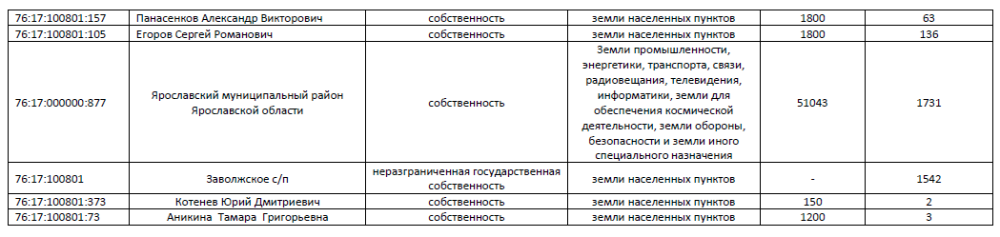 76:17:100801:157 Панасенков Александр Викторович собственность земли населенных пунктов 1800 63
76:17:100801:105 Егоров Сергей Романович собственность земли населенных пунктов 1800 136
Земли промышленности,
энергетики, транспорта, связи,
радиовещания, телевидения,
76:17:000000:877 Ярославский муниципальный район Ярославской области собственность информатики, земли для 51043 1731
обеспечения космической
деятельности, земли обороны,
безопасности и земли иного
специального назначения
76:17:100801 Заволжское с/п неразграниченная государственная собственность земли населенных пунктов - 1542
76:17:100801:373 Котенев Юрий Дмитриевич собственность земли населенных пунктов 150 2
76:17:100801:73 Аникина Тамара Григорьевна собственность земли населенных пунктов 1200 3